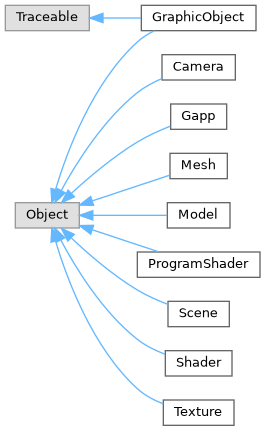 Traceable
GraphicObject
Camera
Gapp
Mesh
Object
Model
ProgramShader
Scene
Shader
Texture